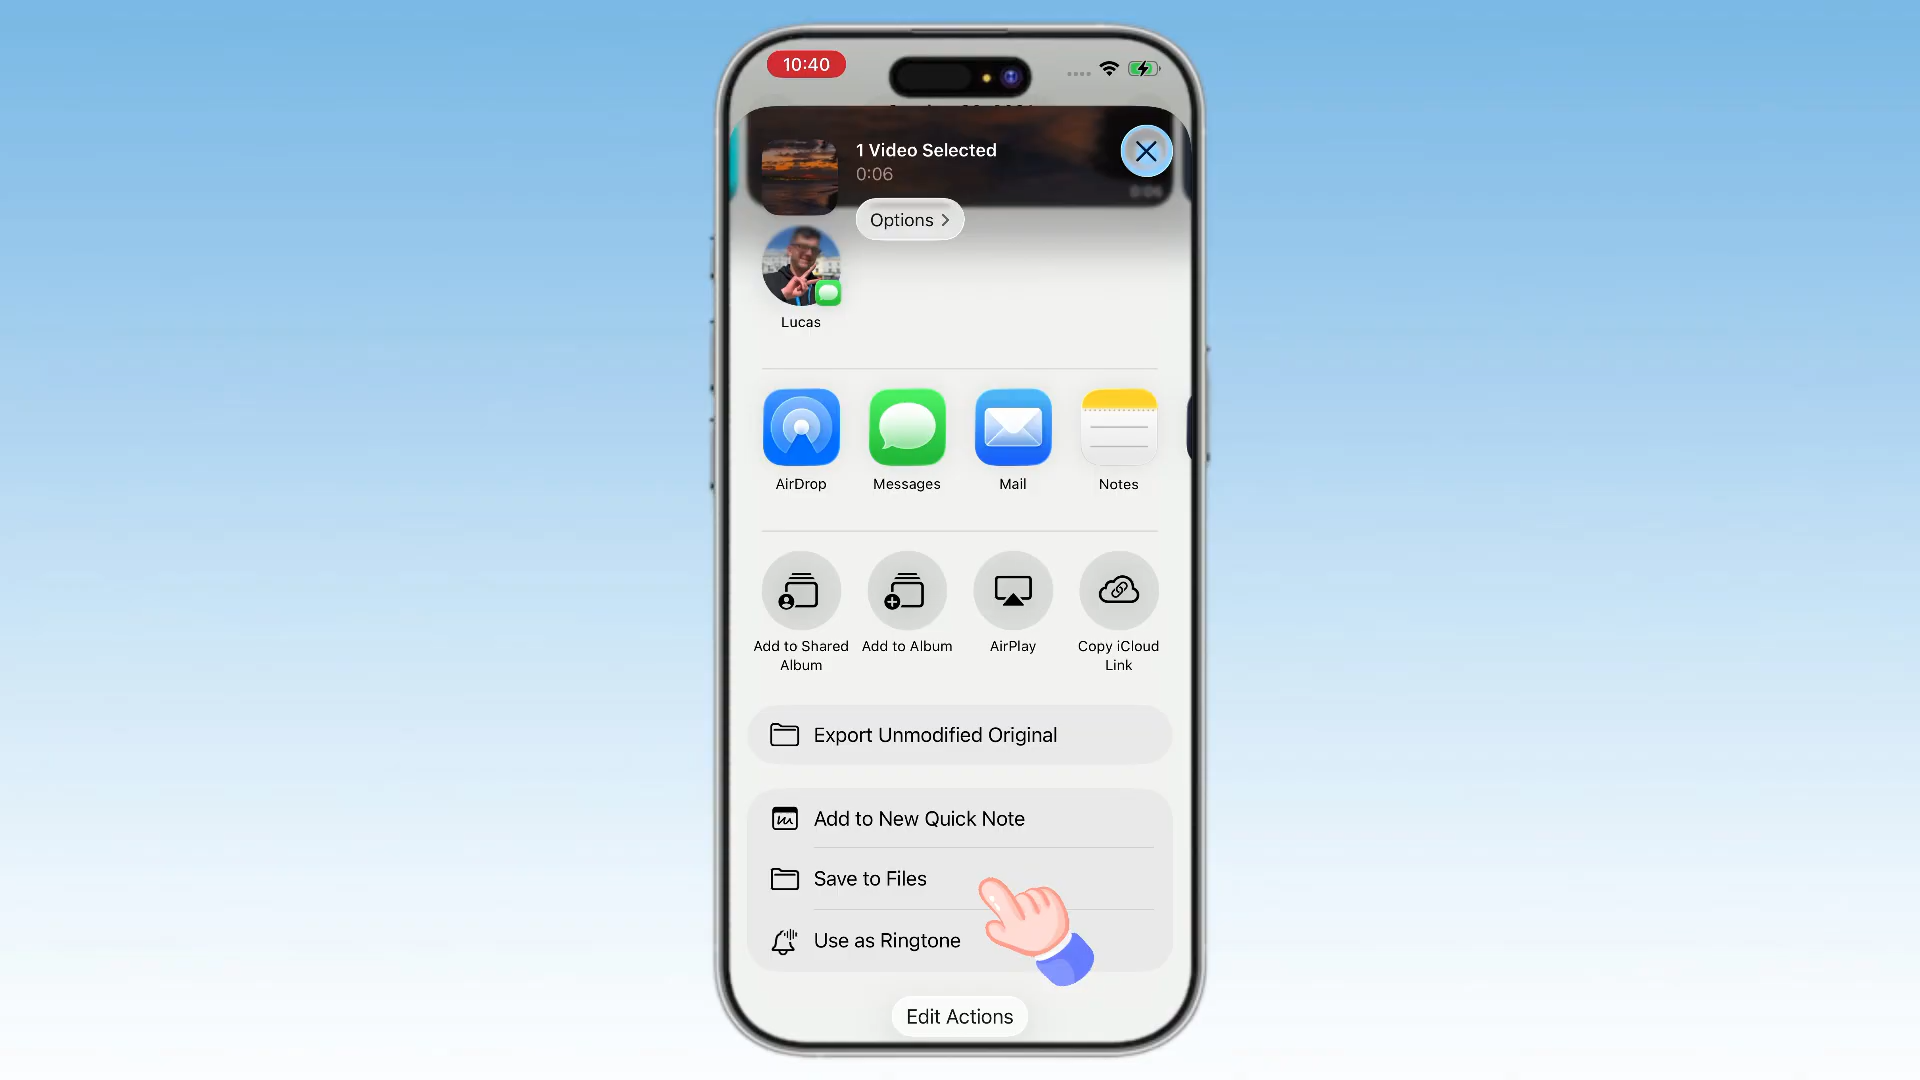 10:40
1 Video Selected
0:06
0:06
Options
Lucas
AirDrop
Messages
Mail
Notes
Add to Shared
Album
Add to Album
AirPlay
Copy iCloud
Link
Export Unmodified Original
Add to New Quick Note
Save to Files
Use as Ringtone
Edit Actions